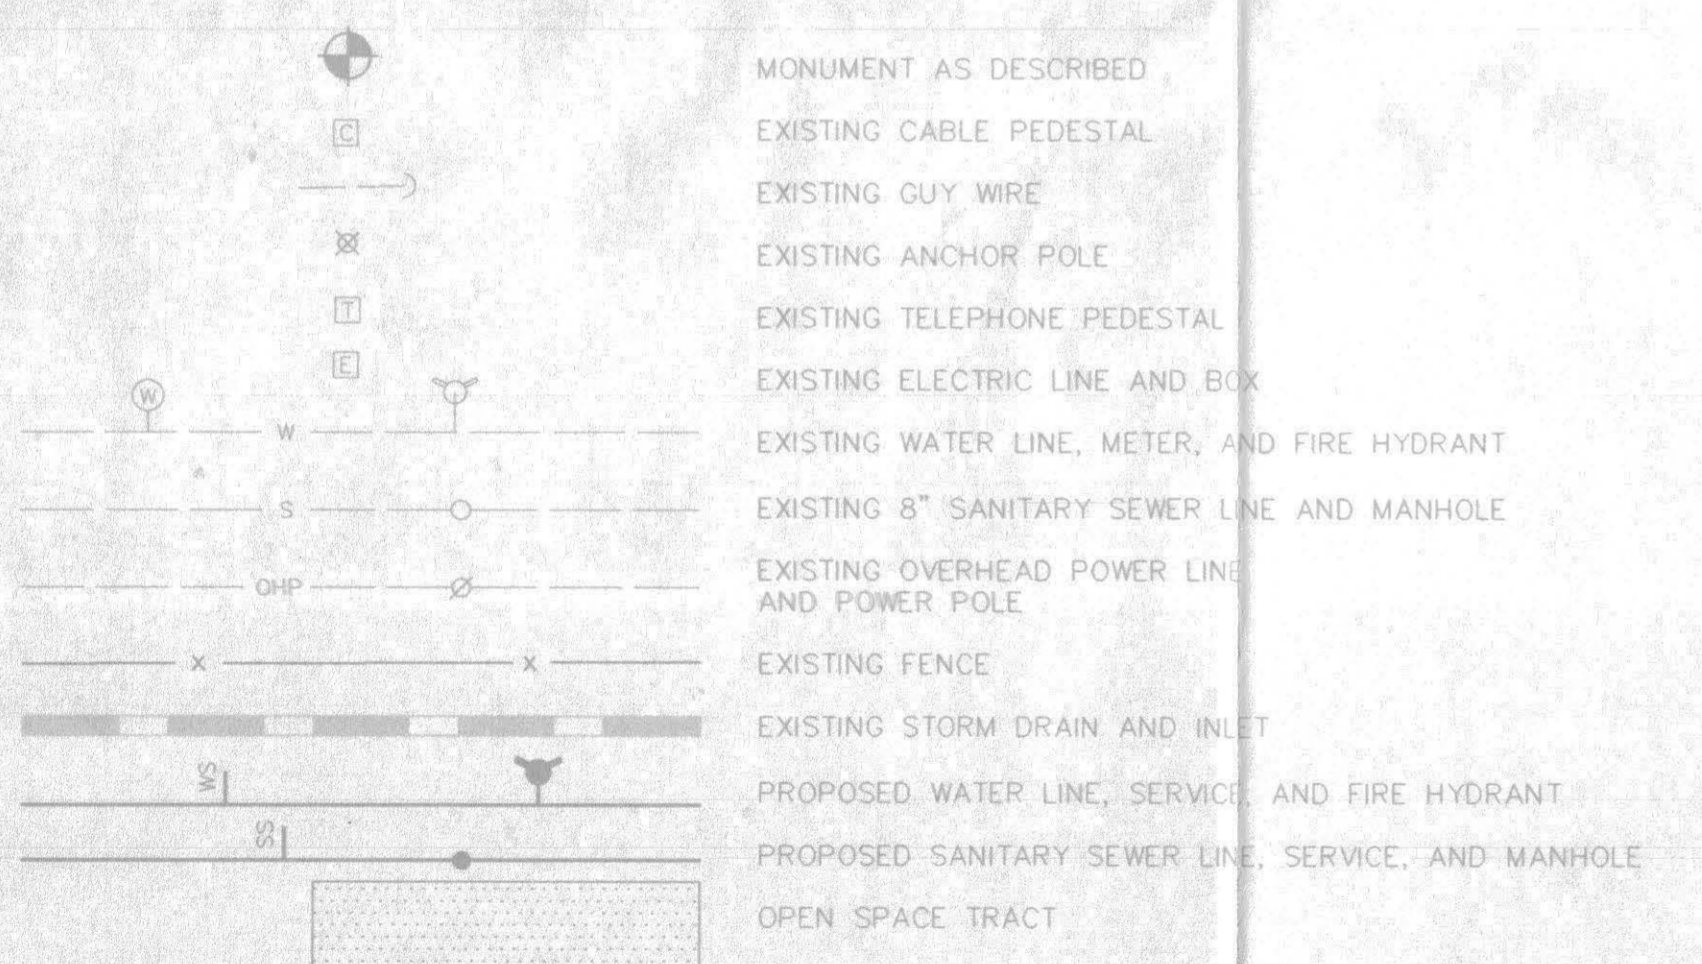 MONUMENT AS DESCRIBED
C EXISTING CABLE PEDESTAL
EXISTING GUY WIRE
EXISTING ANCHOR POLE
T EXISTING TELEPHONE PEDESTAL
E EXISTING ELECTRIC LINE AND BOX
W
W EXISTING WATER LINE, METER, AND FIRE HYDRANT
S EXISTING 8" SANITARY SEWER LINE AND MANHOLE
OHP EXISTING OVERHEAD POWER LINE
AND POWER POLE
X X EXISTING FENCE
EXISTING STORM DRAIN AND INLET
WS PROPOSED WATER LINE, SERVICE, AND FIRE HYDRANT
SS PROPOSED SANITARY SEWER LINE, SERVICE, AND MANHOLE
OPEN SPACE TRACT